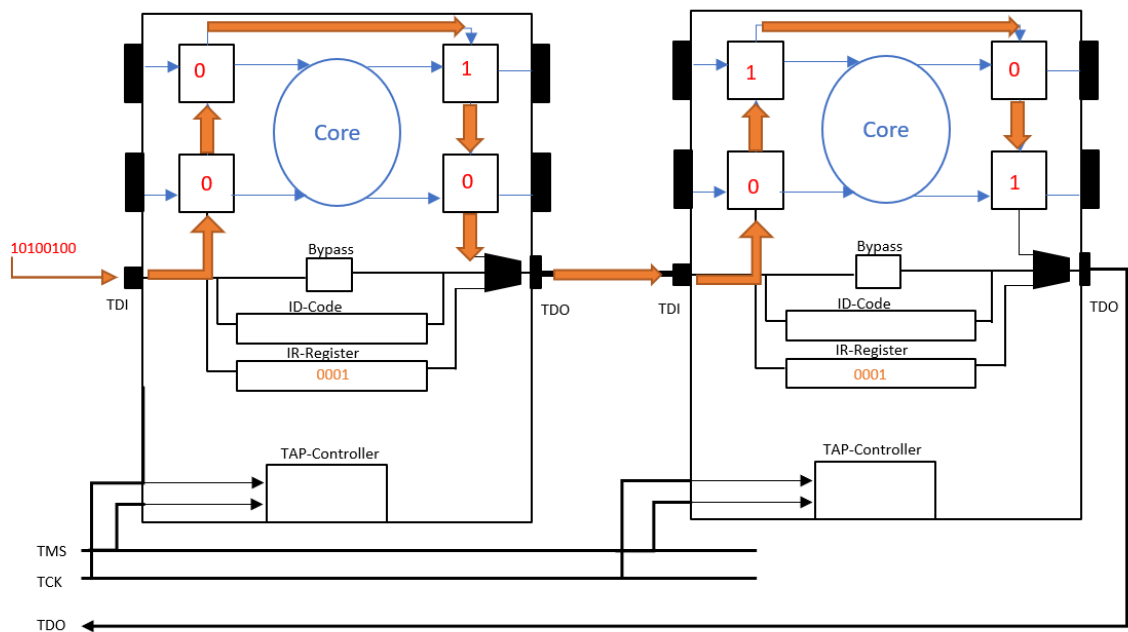 0
1
1
0
Core
Core
0
0
0
1
10100100
Bypass
Bypass
TDI
TDO
TDI
TDO
ID-Code
ID-Code
IR-Register
IR-Register
0001
0001
TAP-Controller
TAP-Controller
TMS
TCK
TDO